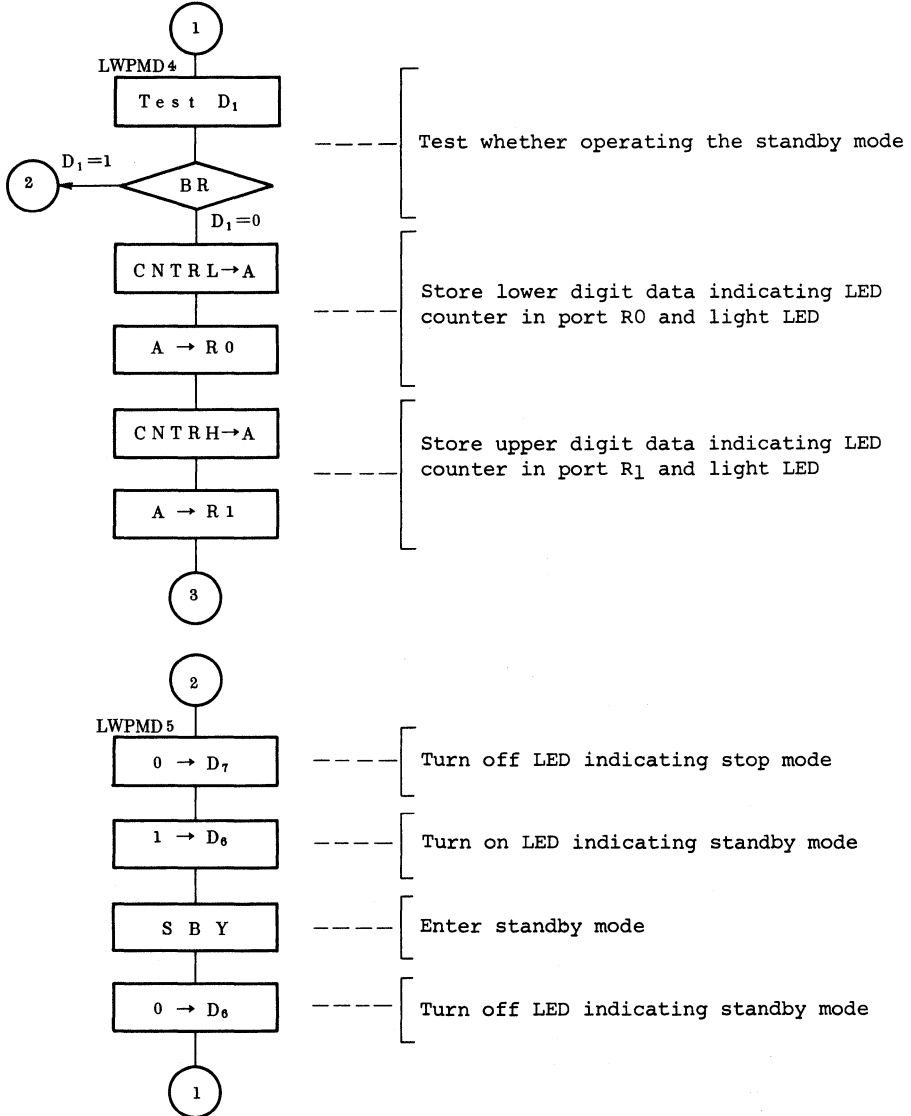 1
LWPMD4
Test D₁
Test whether operating the standby mode
D₁=1
2
BR
D₁=0
CNTRL→A
Store lower digit data indicating LED
counter in port R0 and light LED
A → R0
CNTRH→A
Store upper digit data indicating LED
counter in port R1 and light LED
A → R1
3
2
LWPMD5
0 → D₇
Turn off LED indicating stop mode
1 → D₆
Turn on LED indicating standby mode
SBY
Enter standby mode
0 → D₆
Turn off LED indicating standby mode
1